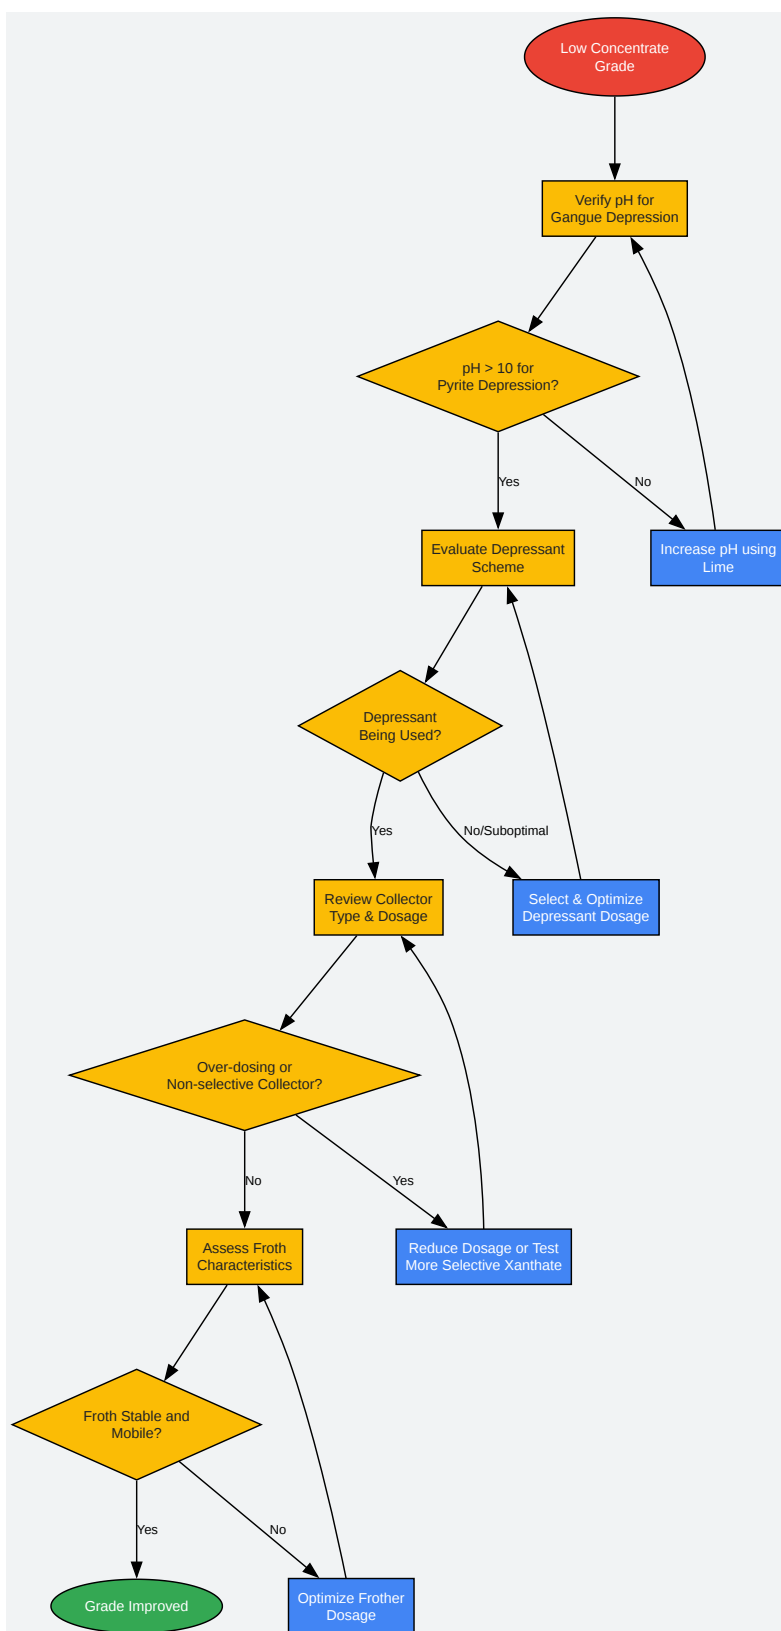 Low Concentrate
Grade
Verify pH for
Gangue Depression
pH > 10 for
Pyrite Depression?
Yes
No
Evaluate Depressant
Scheme
Increase pH using
Lime
Depressant
Being Used?
Yes
No/Suboptimal
Review Collector
Type & Dosage
Select & Optimize
Depressant Dosage
Over-dosing or
Non-selective Collector?
No
Yes
Assess Froth
Characteristics
Reduce Dosage or Test
More Selective Xanthate
Froth Stable and
Mobile?
Yes
No
Grade Improved
Optimize Frother
Dosage